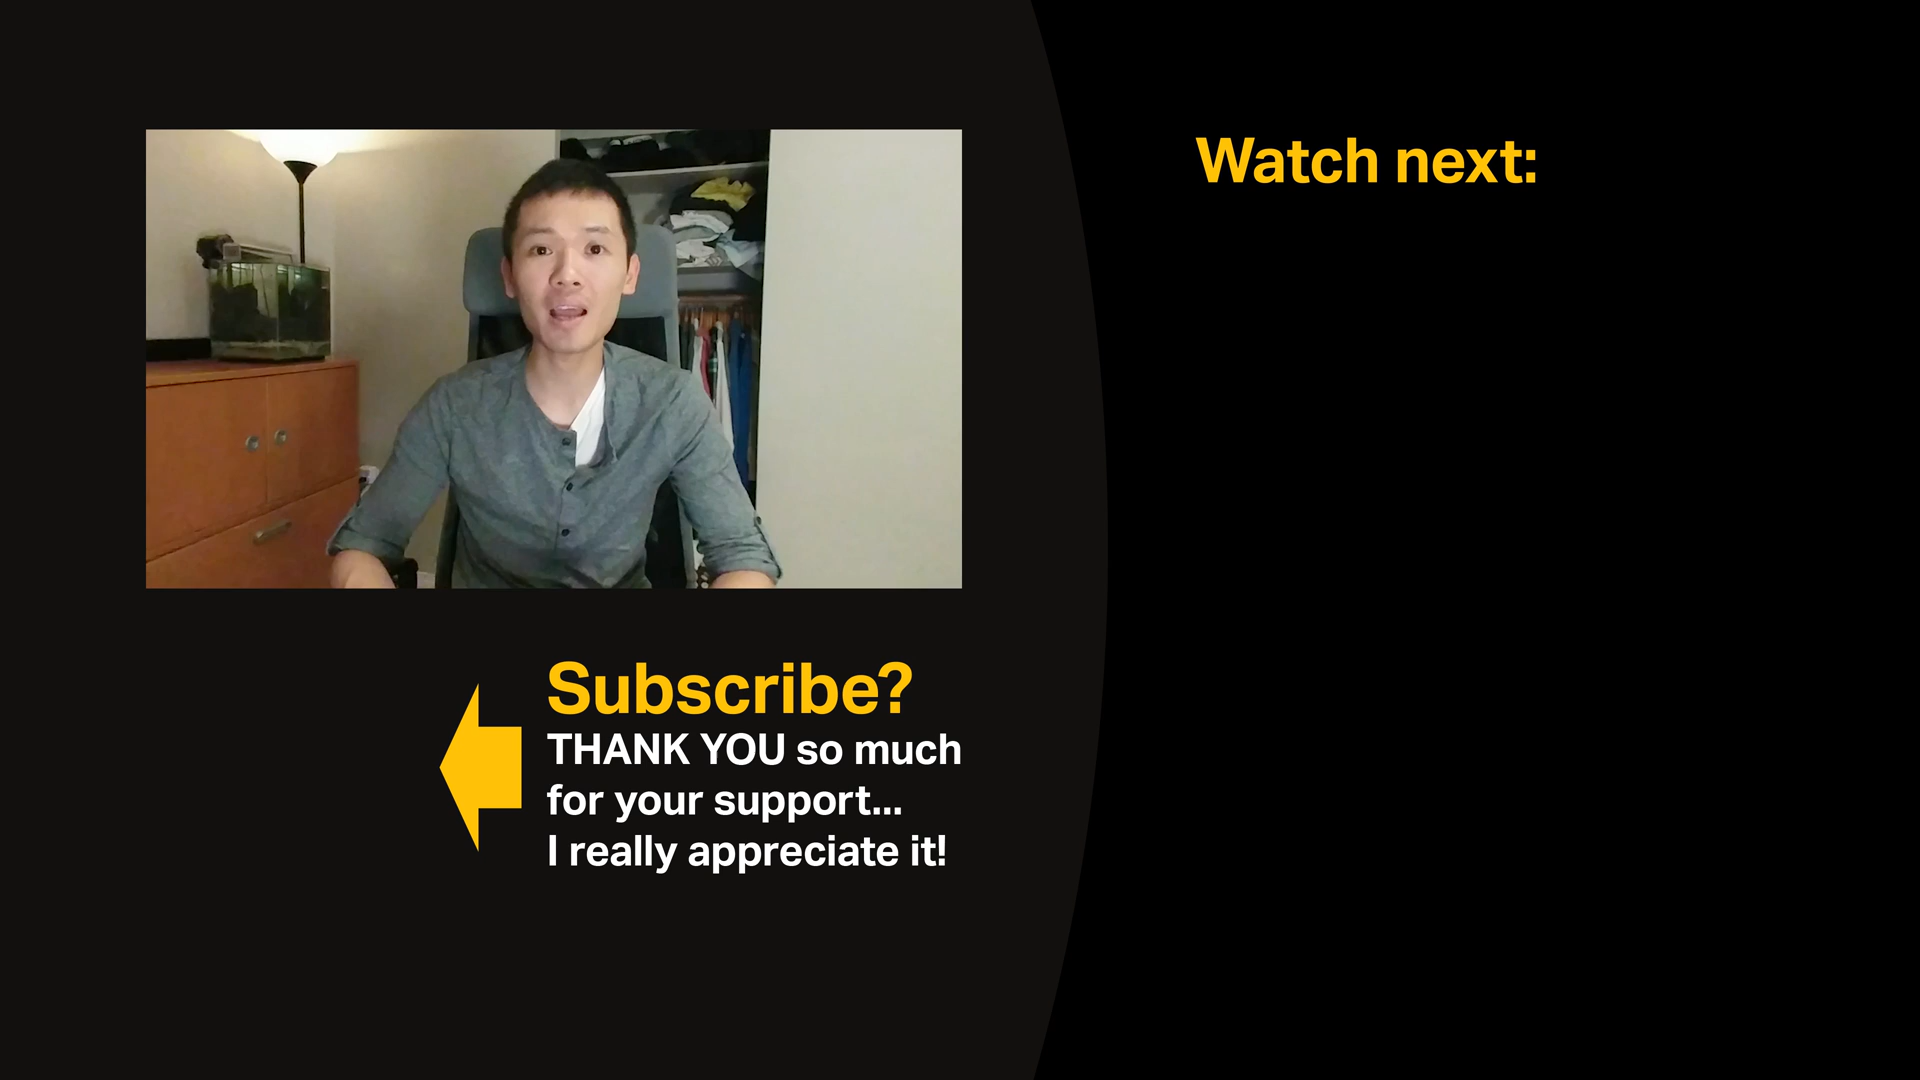 Watch next:
Subscribe?
THANK YOU so much
for your support...
I really appreciate it!